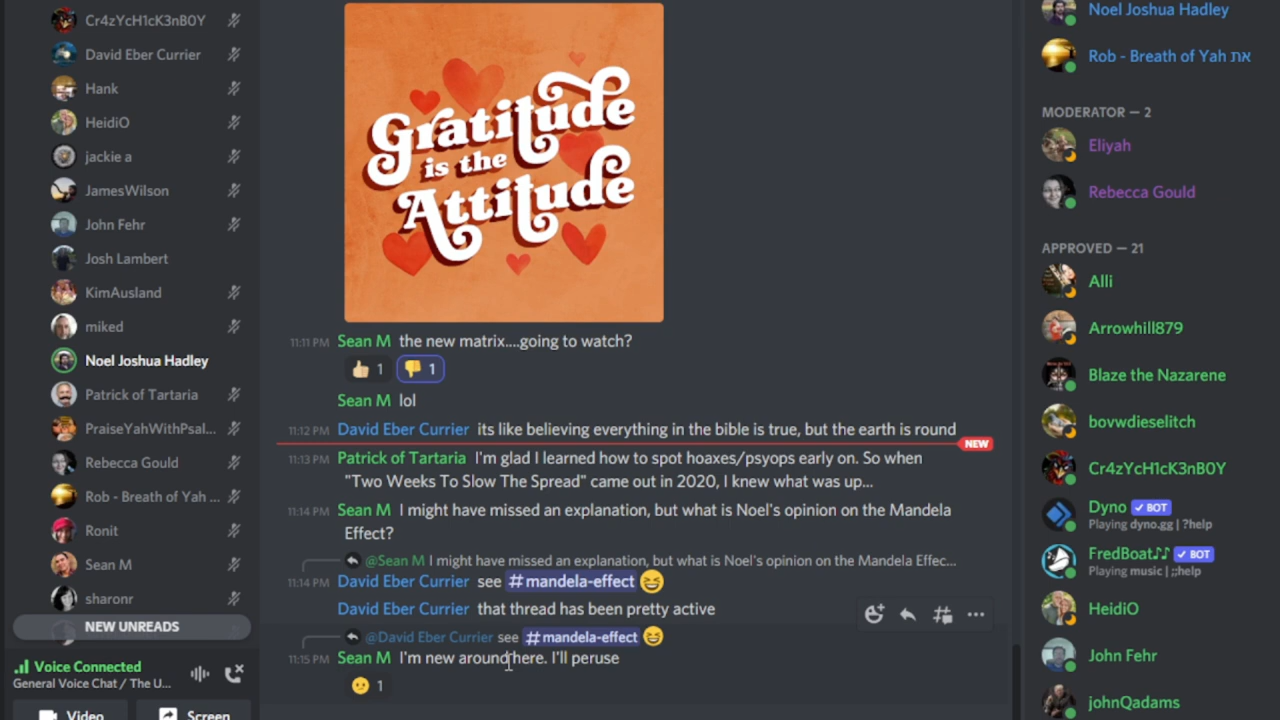 Cr4zYcH1cK3nB0Y
David Eber Currier
Hank
HeidiO
jackie a
JamesWilson
John Fehr
Josh Lambert
KimAusland
miked
Noel Joshua Hadley
Patrick of Tartaria
PraiseYahWithPsal...
Rebecca Gould
Rob - Breath of Yah ...
Ronit
Sean M
sharonr
NEW UNREADS
Voice Connected
General Voice Chat / The U...
Video
Screen
Gratitude
is the
Attitude
11:11 PM Sean M the new matrix....going to watch?
👍 1 👎 1
Sean M lol
11:12 PM David Eber Currier its like believing everything in the bible is true, but the earth is round
NEW
11:13 PM Patrick of Tartaria I'm glad I learned how to spot hoaxes/psyops early on. So when
"Two Weeks To Slow The Spread" came out in 2020, I knew what was up...
11:14 PM Sean M I might have missed an explanation, but what is Noel's opinion on the Mandela
Effect?
@Sean M I might have missed an explanation, but what is Noel's opinion on the Mandela Effec...
11:14 PM David Eber Currier see #mandela-effect 😆
David Eber Currier that thread has been pretty active
@David Eber Currier see #mandela-effect 😆
11:15 PM Sean M I'm new around here. I'll peruse
😕 1
Noel Joshua Hadley
Rob - Breath of Yah את
MODERATOR — 2
Eliyah
Rebecca Gould
APPROVED — 21
Alli
Arrowhill879
Blaze the Nazarene
bovwdieselitch
Cr4zYcH1cK3nB0Y
Dyno ✓ BOT
Playing dyno.gg | ?help
FredBoat♪♪ ✓ BOT
Playing music | ;;help
HeidiO
John Fehr
johnQadams